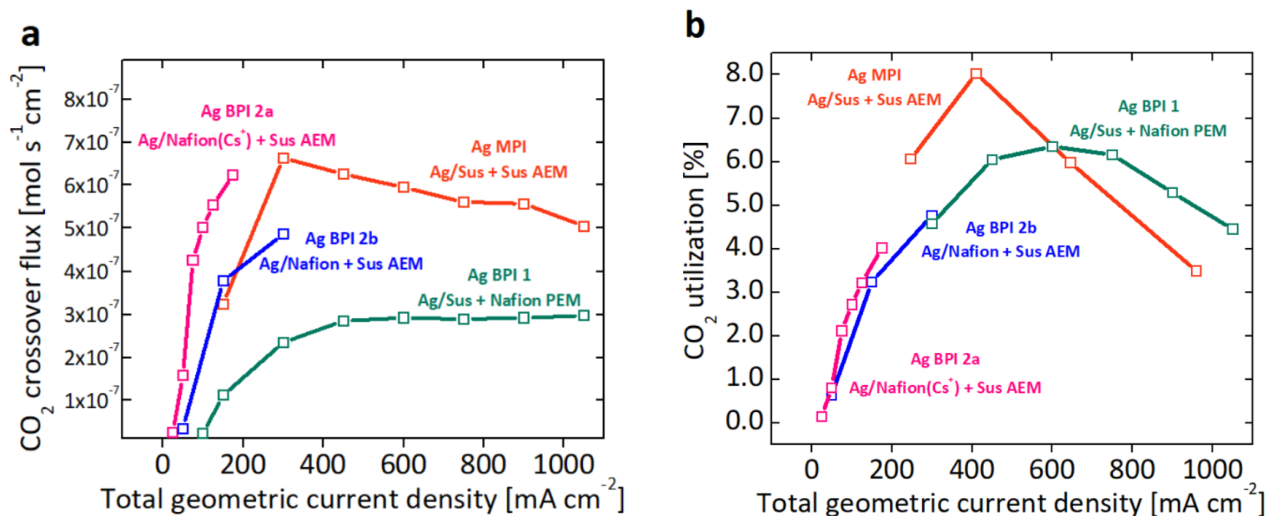 a
CO₂ crossover flux [mol s⁻¹cm⁻²]
8x10⁻⁷
7x10⁻⁷
6x10⁻⁷
5x10⁻⁷
4x10⁻⁷
3x10⁻⁷
2x10⁻⁷
1x10⁻⁷
Ag BPI 2a
Ag/Nafion(Cs⁺) + Sus AEM
Ag MPI
Ag/Sus + Sus AEM
Ag BPI 2b
Ag/Nafion + Sus AEM
Ag BPI 1
Ag/Sus + Nafion PEM
0 200 400 600 800 1000
Total geometric current density [mA cm⁻²]
b
CO₂ utilization [%]
8.0
7.0
6.0
5.0
4.0
3.0
2.0
1.0
0.0
Ag MPI
Ag/Sus + Sus AEM
Ag BPI 1
Ag/Sus + Nafion PEM
Ag BPI 2b
Ag/Nafion + Sus AEM
Ag BPI 2a
Ag/Nafion(Cs⁺) + Sus AEM
0 200 400 600 800 1000
Total geometric current density [mA cm⁻²]